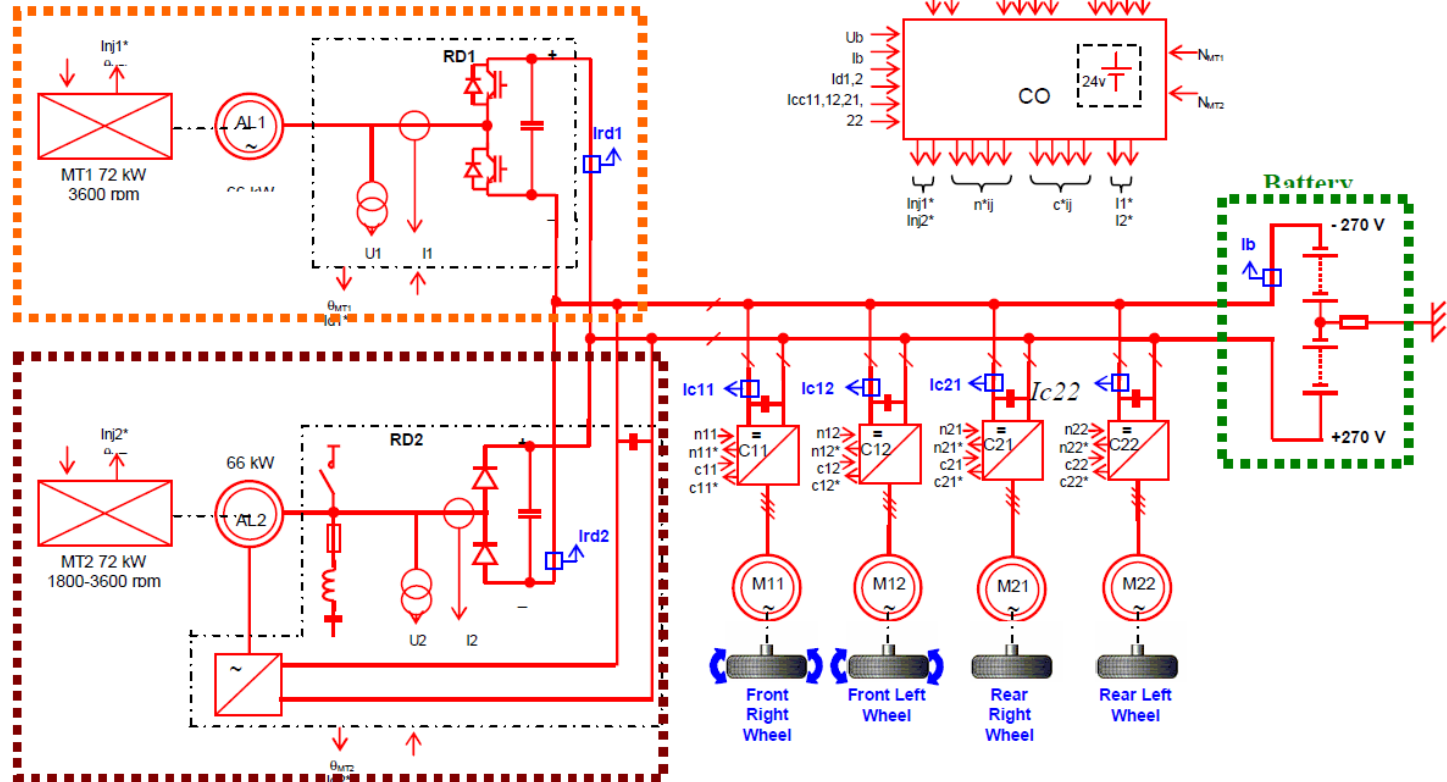 Inj1*
MT1 72 kW
3600 rpm
AL1
~
RD1
+
_
U1
I1
Ird1
θMT1
Id1*
Ub
Ib
Id1,2
Icc11,12,21,
22
CO
24v
NMT1
NMT2
Inj1*
Inj2*
n*ij
c*ij
I1*
I2*
Battery
- 270 V
Ib
+270 V
Inj2*
MT2 72 kW
1800-3600 rpm
66 kW
AL2
RD2
+
_
U2
I2
Ird2
~
θMT2
Ic11
Ic12
Ic21
Ic22
n11
n11*
c11
c11*
=
C11
n12
n12*
c12
c12*
=
C12
n21
n21*
c21
c21*
=
C21
n22
n22*
c22
c22*
=
C22
M11
~
M12
~
M21
~
M22
~
Front
Right
Wheel
Front Left
Wheel
Rear
Right
Wheel
Rear Left
Wheel